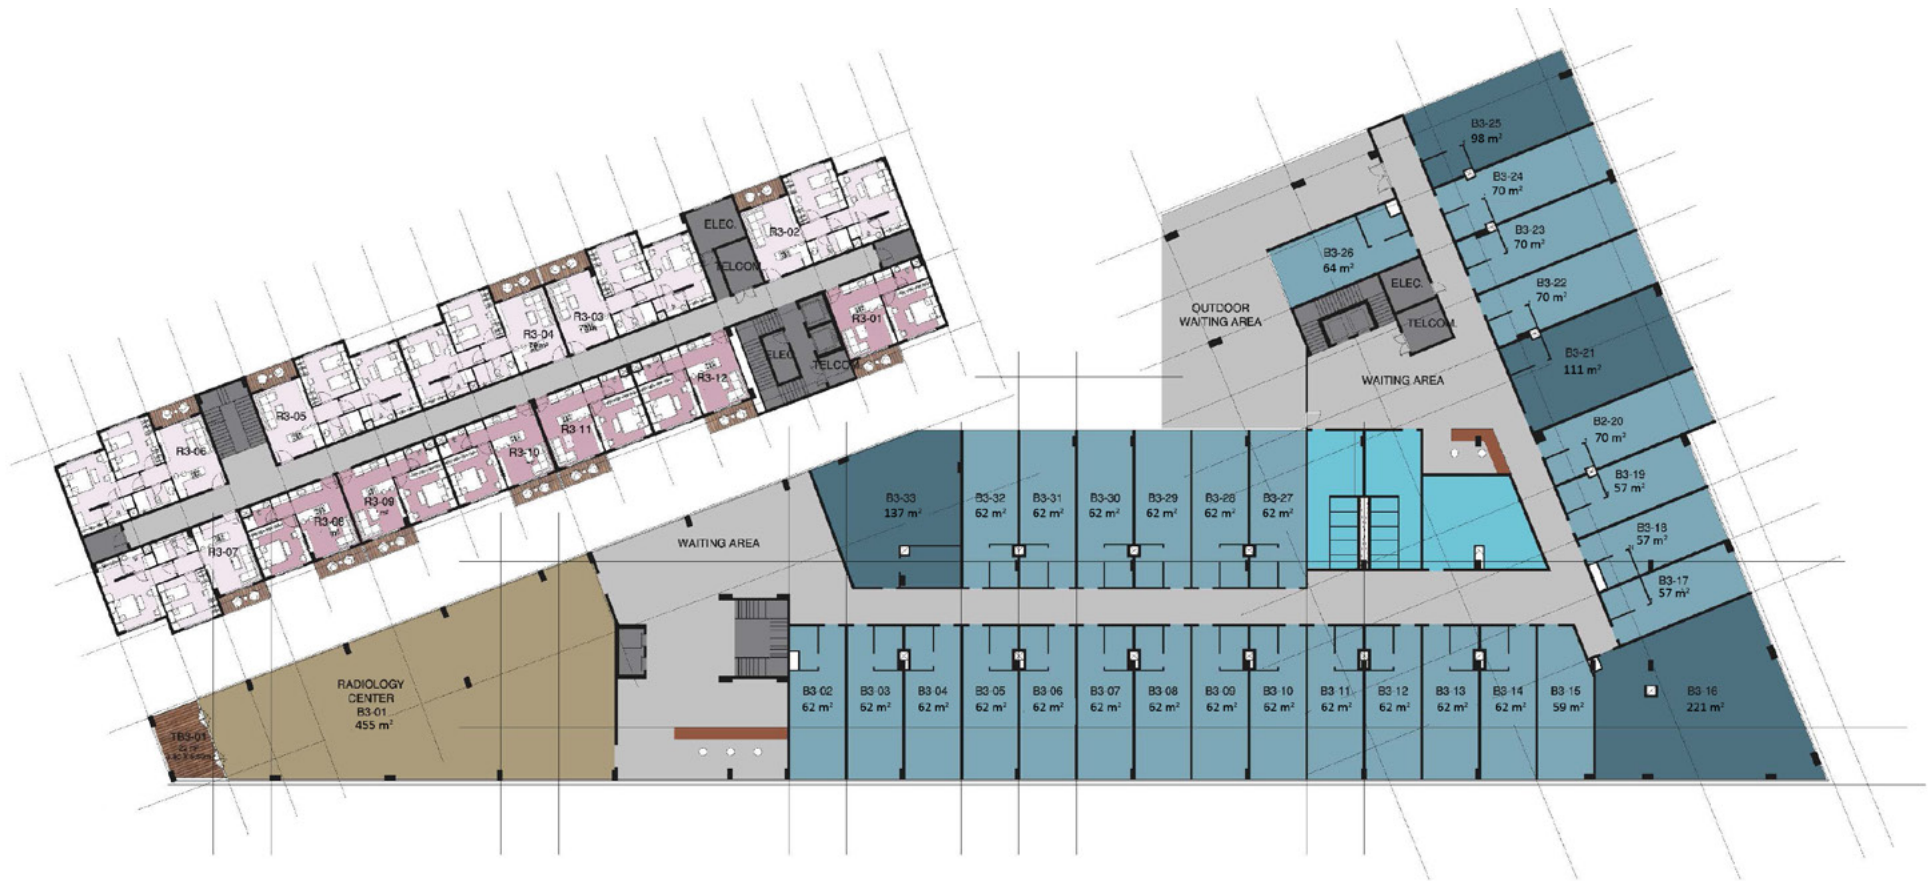 B3-25
98 m²
B3-24
70 m²
B3-23
70 m²
B3-22
70 m²
B3-21
111 m²
B2-20
70 m²
B3-19
57 m²
B3-18
57 m²
B3-17
57 m²
B3-16
221 m²
B3-26
64 m²
ELEC.
TELCOM.
OUTDOOR
WAITING AREA
WAITING AREA
ELEC.
TELCOM.
R3-02
R3-01
R3-03
R3-04
R3-05
R3-06
R3-07
R3-08
R3-09
R3-10
R3-11
R3-12
ELEC.
TELCOM
WAITING AREA
B3-33
137 m²
B3-32
62 m²
B3-31
62 m²
B3-30
62 m²
B3-29
62 m²
B3-28
62 m²
B3-27
62 m²
RADIOLOGY
CENTER
B3-01
455 m²
TB3-01
B3 02
62 m²
B3-03
62 m²
B3-04
62 m²
B3-05
62 m²
B3-06
62 m²
B3-07
62 m²
B3-08
62 m²
B3-09
62 m²
B3-10
62 m²
B3-11
62 m²
B3-12
62 m²
B3-13
62 m²
B3-14
62 m²
B3-15
59 m²